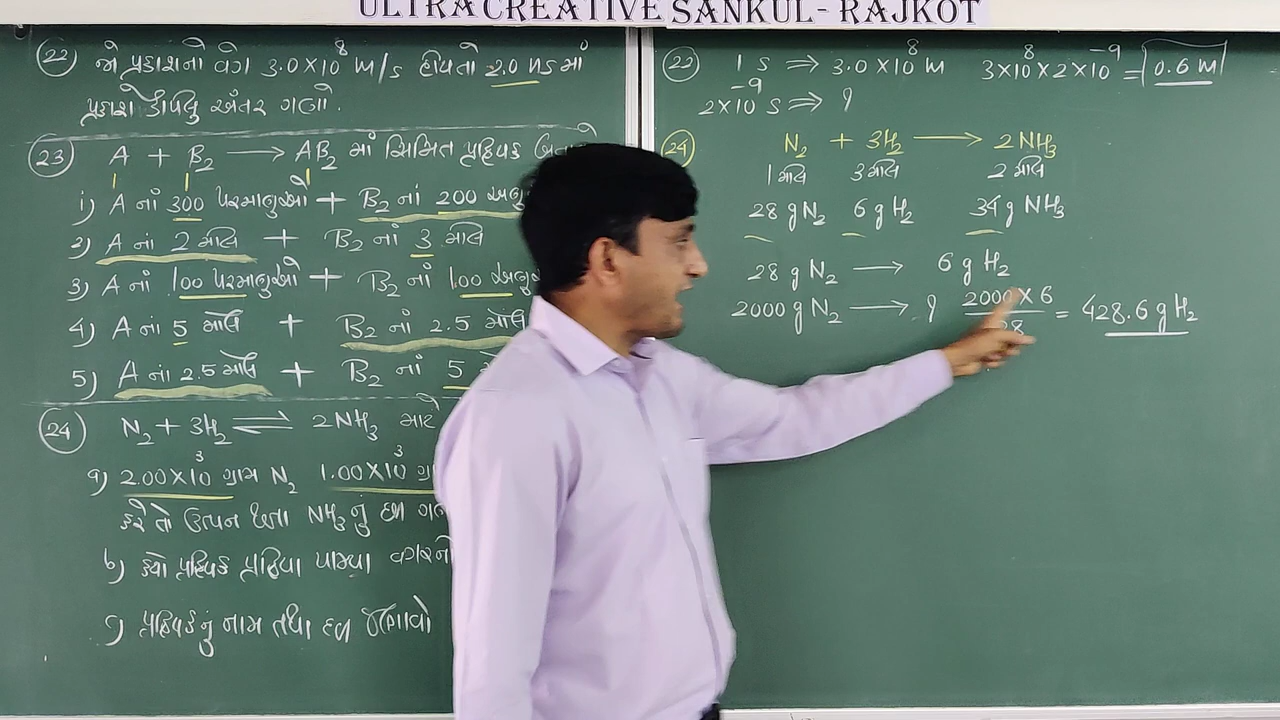 ULTRACREATIVE SANKUL - RAJKOT
22 જો પ્રકાશનો વેગ 3.0×10⁸ m/s હોય તો 2.0 ns માં
પ્રકાશે કાપેલુ અંતર ગણો.
23 A + B₂ ⟶ AB₂ માં સિમિત પ્રક્રિયક
i) A નાં 300 પરમાણુઓ + B₂ નાં 200
2) A નાં 2 મોલ + B₂ નાં 3 મોલ
3) A નાં 100 પરમાણુઓ + B₂ નાં 100
4) A નાં 5 મોલ + B₂ નાં 2.5
5) A નાં 2.5 મોલ + B₂ નાં 5
24 N₂ + 3H₂ ⇌ 2NH₃ માટે
a) 2.00×10³ ગ્રામ N₂ 1.00×10³
કરે તો ઉત્પન થતા NH₃ નું દળ
b) કયો પ્રક્રિયક પ્રક્રિયા પામ્યા
c) પ્રક્રિયકનું નામ તથા દળ જણાવો
22 1 s ⟹ 3.0×10⁸ m 3×10⁸×2×10⁻⁹ = 0.6 m
2×10⁻⁹ s ⟹ ?
24 N₂ + 3H₂ ⟶ 2NH₃
1 મોલ 3 મોલ 2 મોલ
28 g N₂ 6 g H₂ 34 g NH₃
28 g N₂ ⟶ 6 g H₂
2000 g N₂ ⟶ ? 2000×6 / 28 = 428.6 g H₂